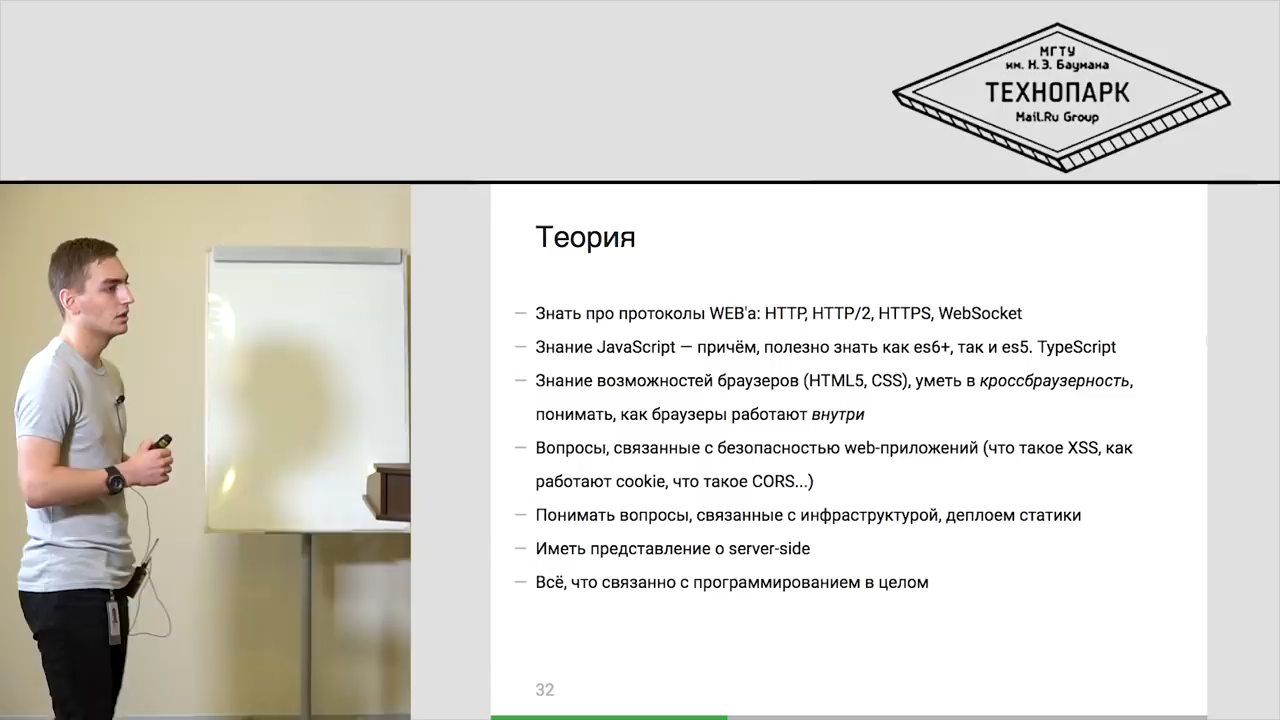 МГТУ
им. Н.Э. Баумана
ТЕХНОПАРК
Mail.Ru Group
Теория
— Знать про протоколы WEB'а: HTTP, HTTP/2, HTTPS, WebSocket
— Знание JavaScript — причём, полезно знать как es6+, так и es5. TypeScript
— Знание возможностей браузеров (HTML5, CSS), уметь в кроссбраузерность,
понимать, как браузеры работают внутри
— Вопросы, связанные с безопасностью web-приложений (что такое XSS, как
работают cookie, что такое CORS...)
— Понимать вопросы, связанные с инфраструктурой, деплоем статики
— Иметь представление о server-side
— Всё, что связанно с программированием в целом
32